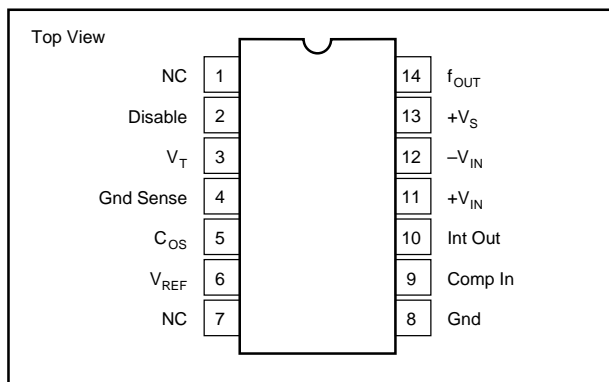 Top View
NC 1 14 fOUT
Disable 2 13 +VS
VT 3 12 –VIN
Gnd Sense 4 11 +VIN
COS 5 10 Int Out
VREF 6 9 Comp In
NC 7 8 Gnd